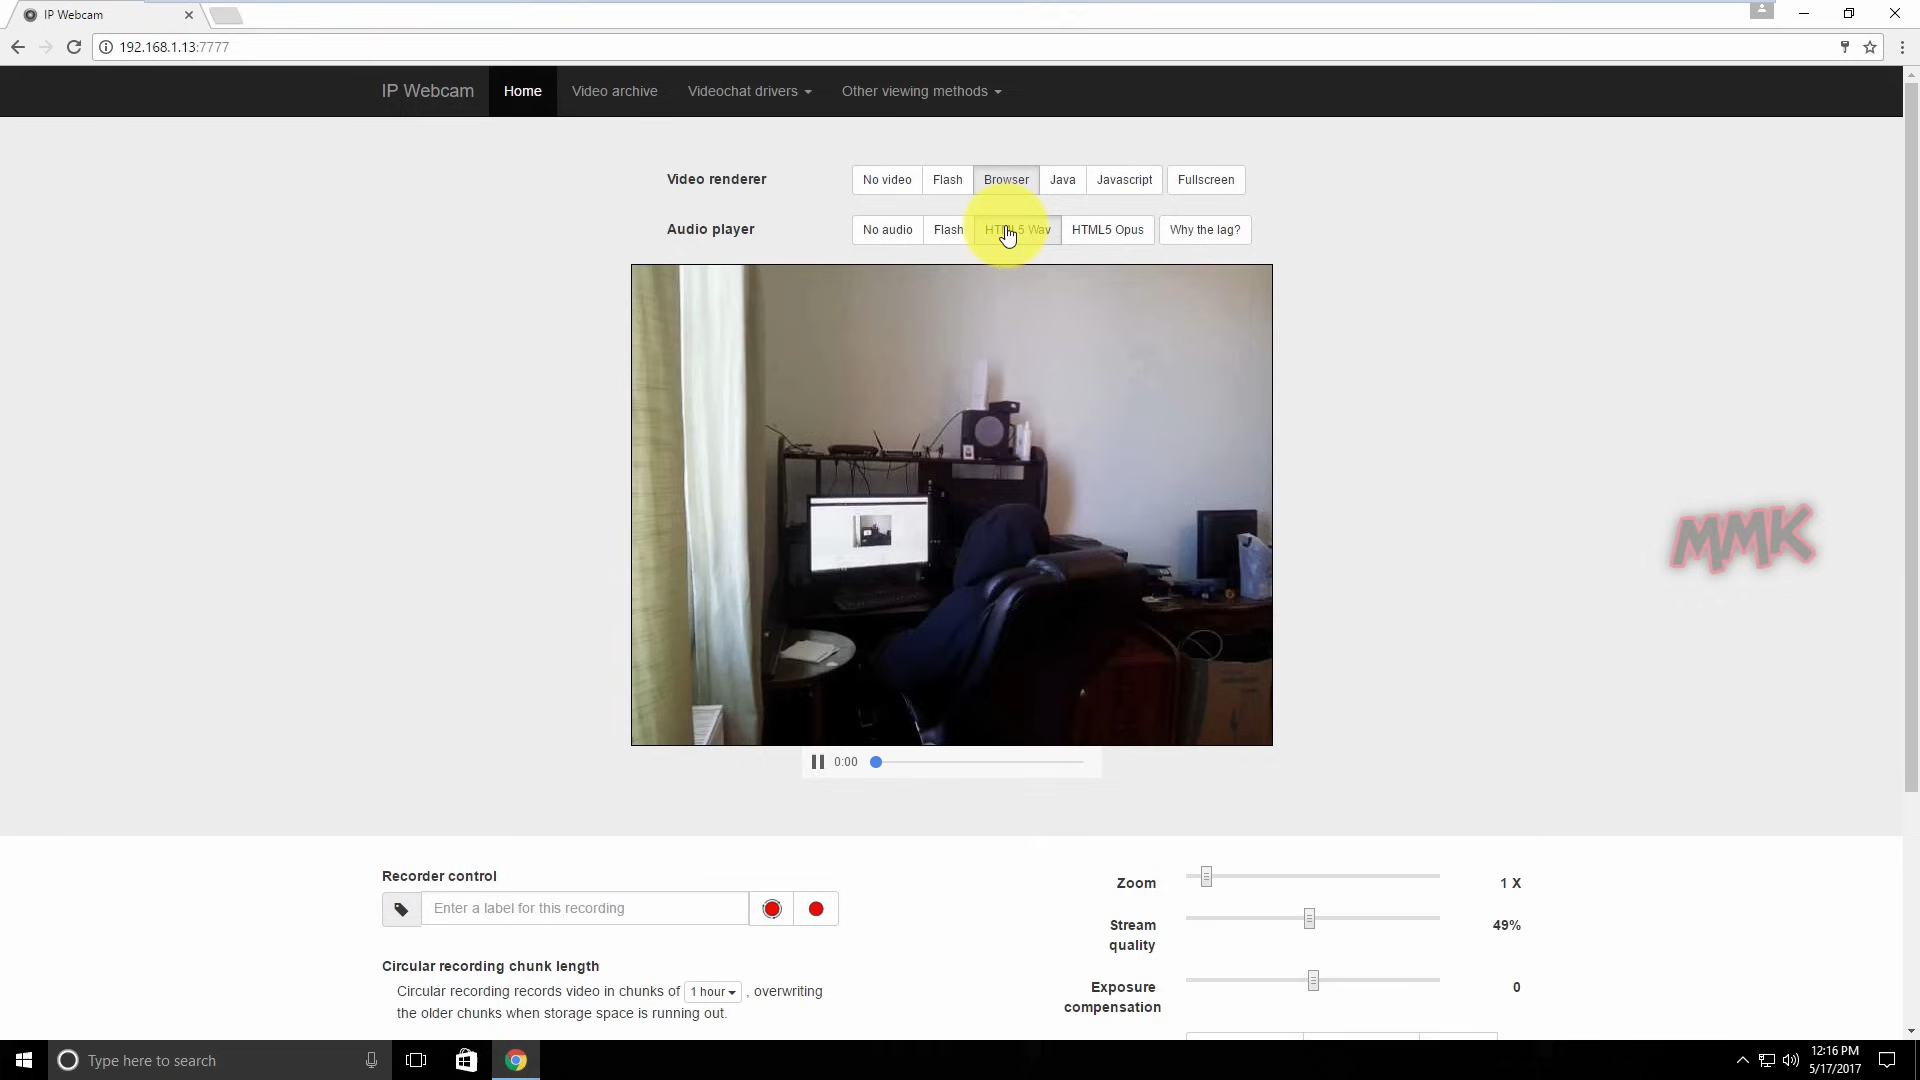 IP Webcam
192.168.1.13:7777
IP Webcam Home Video archive Videochat drivers Other viewing methods
Video renderer No video Flash Browser Java Javascript Fullscreen
Audio player No audio Flash HTML5 Wav HTML5 Opus Why the lag?
MMK
0:00
Recorder control
Enter a label for this recording
Circular recording chunk length
Circular recording records video in chunks of 1 hour , overwriting
the older chunks when storage space is running out.
Zoom 1 X
Stream
quality 49%
Exposure
compensation 0
Type here to search
12:16 PM
5/17/2017